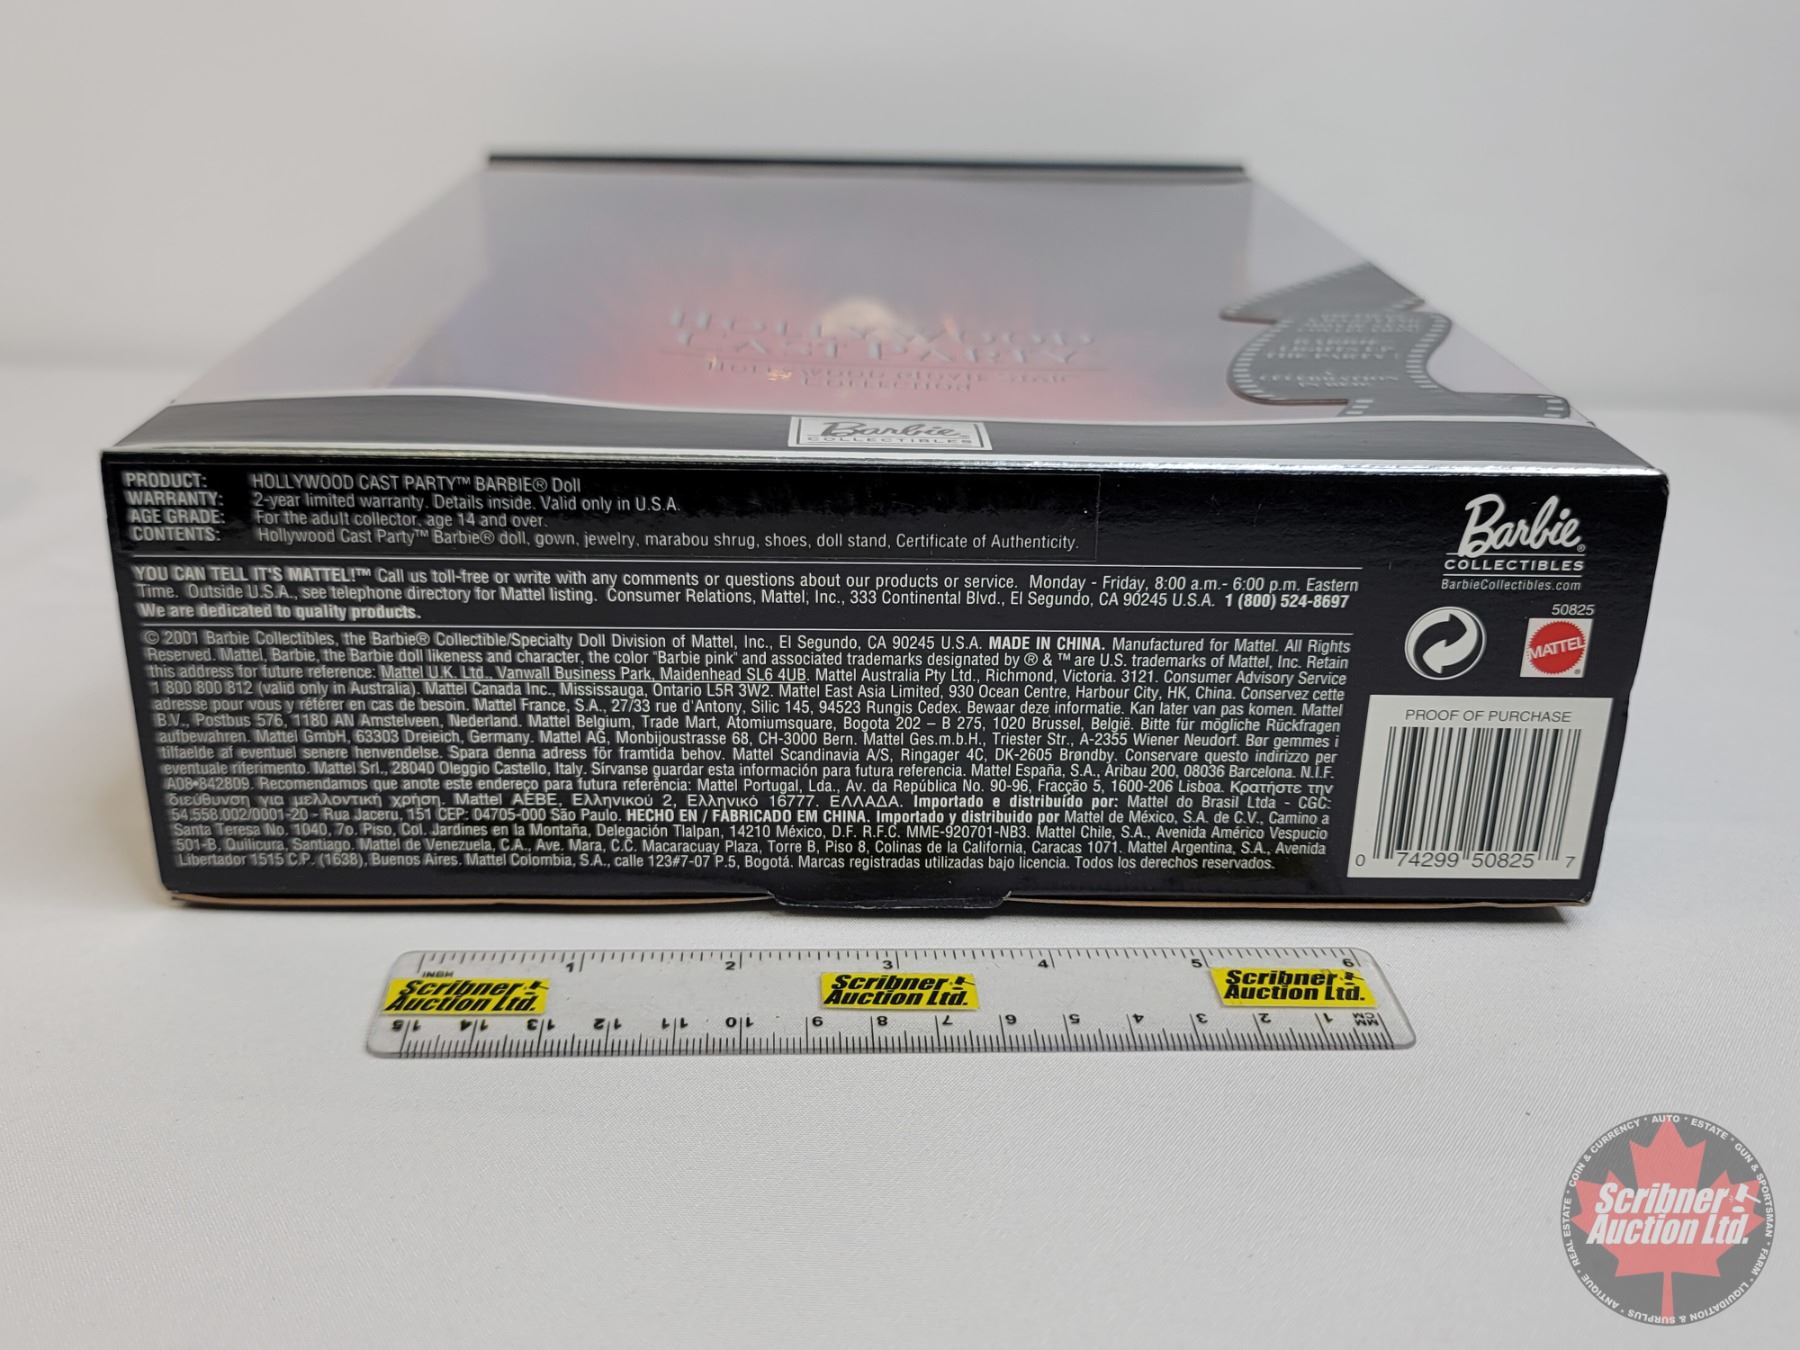 HOLLYWOOD
CAST PARTY
HOLLYWOOD MOVIE STAR
COLLECTION
Barbie
COLLECTIBLES
PRODUCT: HOLLYWOOD CAST PARTY™ BARBIE® Doll
WARRANTY: 2-year limited warranty. Details inside. Valid only in U.S.A.
AGE GRADE: For the adult collector, age 14 and over.
CONTENTS: Hollywood Cast Party™ Barbie® doll, gown, jewelry, marabou shrug, shoes, doll stand, Certificate of Authenticity.
YOU CAN TELL IT'S MATTEL!™ Call us toll-free or write with any comments or questions about our products or service. Monday - Friday, 8:00 a.m.- 6:00 p.m. Eastern
Time. Outside U.S.A., see telephone directory for Mattel listing. Consumer Relations, Mattel, Inc., 333 Continental Blvd., El Segundo, CA 90245 U.S.A. 1 (800) 524-8697
We are dedicated to quality products.
© 2001 Barbie Collectibles, the Barbie® Collectible/Specialty Doll Division of Mattel, Inc., El Segundo, CA 90245 U.S.A. MADE IN CHINA. Manufactured for Mattel. All Rights
Reserved. Mattel, Barbie, the Barbie doll likeness and character, the color "Barbie pink" and associated trademarks designated by ® & ™ are U.S. trademarks of Mattel, Inc. Retain
this address for future reference: Mattel U.K. Ltd., Vanwall Business Park, Maidenhead SL6 4UB. Mattel Australia Pty Ltd., Richmond, Victoria. 3121. Consumer Advisory Service
1 800 800 812 (valid only in Australia). Mattel Canada Inc., Mississauga, Ontario L5R 3W2. Mattel East Asia Limited, 930 Ocean Centre, Harbour City, HK, China. Conservez cette
adresse pour vous y référer en cas de besoin. Mattel France, S.A., 27/33 rue d'Antony, Silic 145, 94523 Rungis Cedex. Bewaar deze informatie. Kan later van pas komen. Mattel
B.V., Postbus 576, 1180 AN Amstelveen, Nederland. Mattel Belgium, Trade Mart, Atomiumsquare, Bogota 202 – B 275, 1020 Brussel, België. Bitte für mögliche Rückfragen
aufbewahren. Mattel GmbH, 63303 Dreieich, Germany. Mattel AG, Monbijoustrasse 68, CH-3000 Bern. Mattel Ges.m.b.H., Triester Str., A-2355 Wiener Neudorf. Bør gemmes i
tilfaelde af eventuel senere henvendelse. Spara denna adress för framtida behov. Mattel Scandinavia A/S, Ringager 4C, DK-2605 Brøndby. Conservare questo indirizzo per
eventuale riferimento. Mattel Srl., 28040 Oleggio Castello, Italy. Sírvanse guardar esta información para futura referencia. Mattel España, S.A., Aribau 200, 08036 Barcelona. N.I.F.
A08-842809. Recomendamos que anote este endereço para futura referência: Mattel Portugal, Lda., Av. da República No. 90-96, Fracção 5, 1600-206 Lisboa. Κρατήστε την
διεύθυνση για μελλοντική χρήση. Mattel AEBE, Ελληνικού 2, Ελληνικό 16777. ΕΛΛΑΔΑ. Importado e distribuído por: Mattel do Brasil Ltda - CGC:
54.558.002/0001-20 - Rua Jaceru, 151 CEP: 04705-000 São Paulo. HECHO EN / FABRICADO EM CHINA. Importado y distribuido por Mattel de México, S.A. de C.V., Camino a
Santa Teresa No. 1040, 7o. Piso, Col. Jardines en la Montaña, Delegación Tlalpan, 14210 México, D.F. R.F.C. MME-920701-NB3. Mattel Chile, S.A., Avenida Américo Vespucio
501-B, Quilicura, Santiago. Mattel de Venezuela, C.A., Ave. Mara, C.C. Macaracuay Plaza, Torre B, Piso 8, Colinas de la California, Caracas 1071. Mattel Argentina, S.A., Avenida
Libertador 1515 C.P. (1638), Buenos Aires. Mattel Colombia, S.A., calle 123#7-07 P.5, Bogotá. Marcas registradas utilizadas bajo licencia. Todos los derechos reservados.
Barbie®
COLLECTIBLES
BarbieCollectibles.com
50825
MATTEL
PROOF OF PURCHASE
0 74299 50825 7
INCH 1 2 3 4 5 6
Scribner Auction Ltd.
Scribner Auction Ltd.
Scribner Auction Ltd.
15 14 13 12 11 10 9 8 7 6 5 4 3 2 1 MM CM
COIN & CURRENCY • AUTO • ESTATE • GUN & SPORTSMAN • FARM • LIQUIDATION & SURPLUS • ANTIQUE • REAL ESTATE •
Scribner
Auction Ltd.